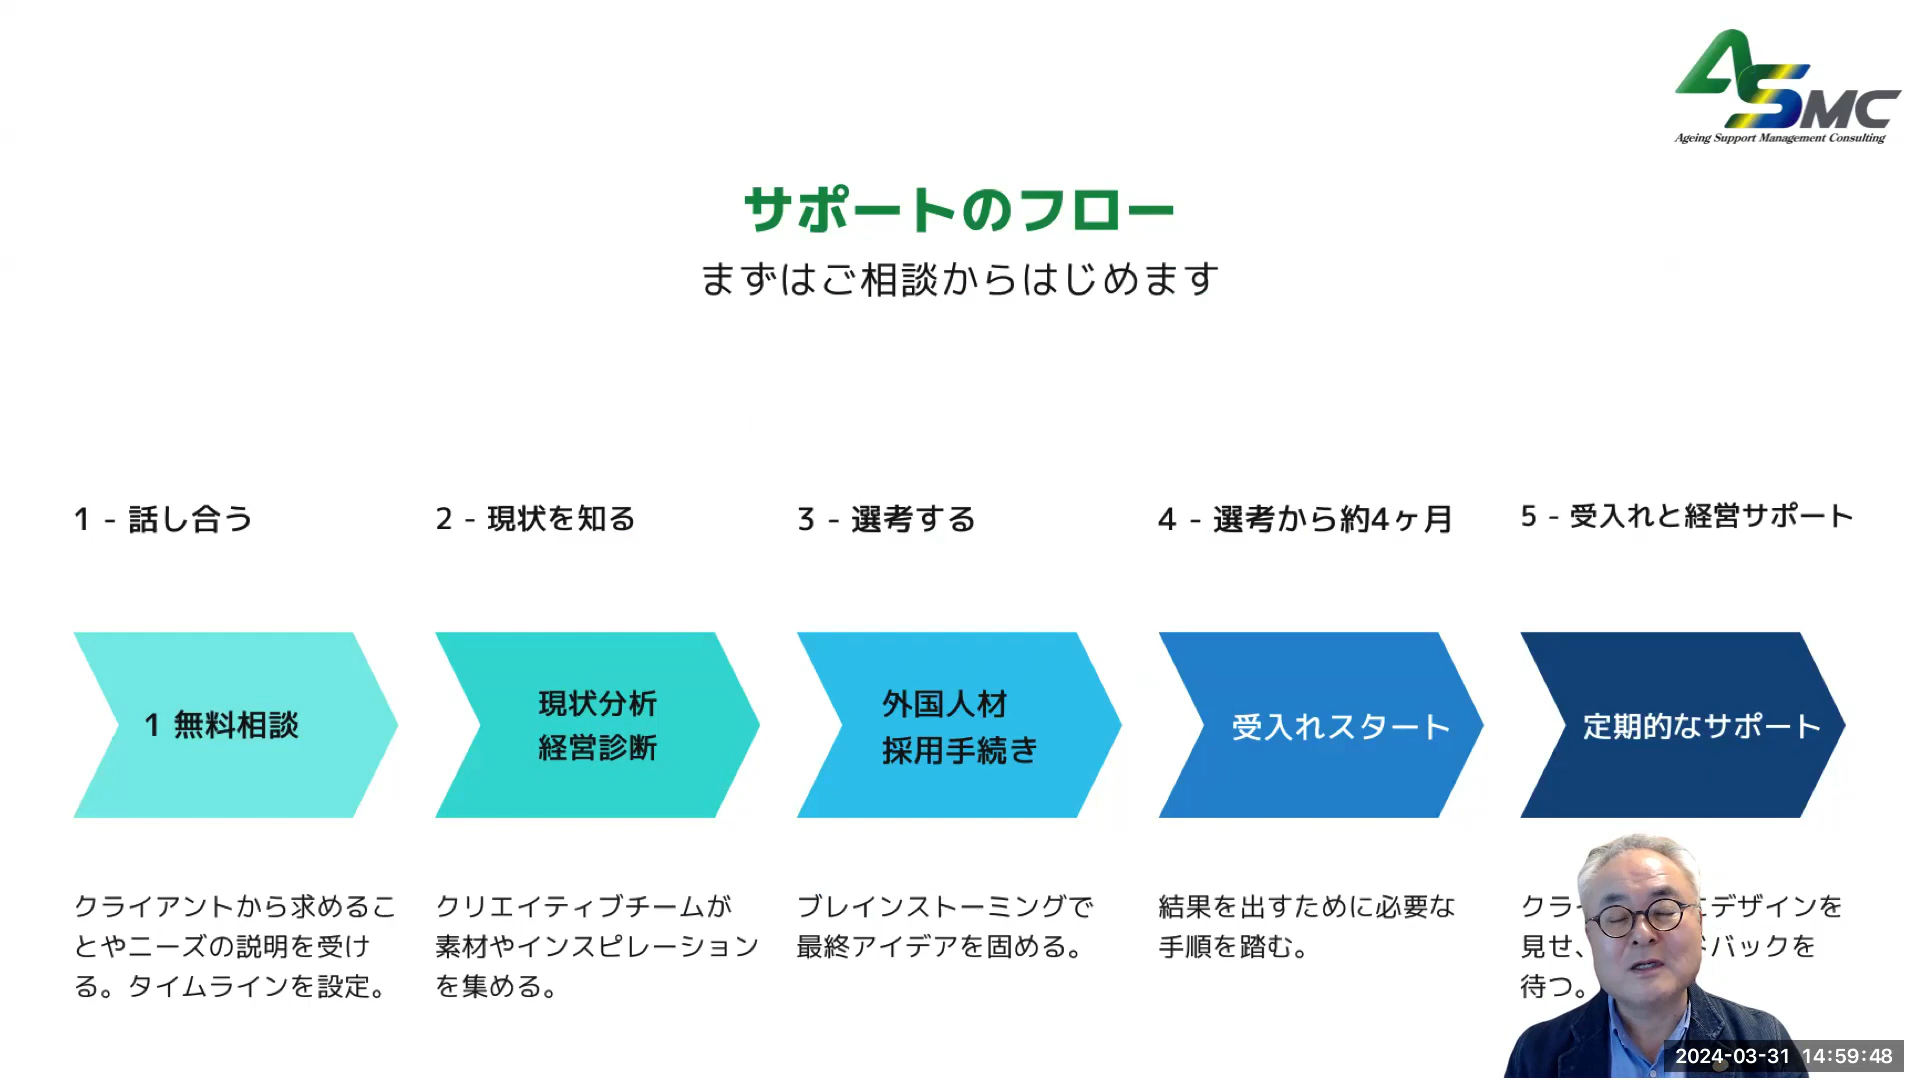 ASMC
Ageing Support Management Consulting
サポートのフロー
まずはご相談からはじめます
1 - 話し合う
2 - 現状を知る
3 - 選考する
4 - 選考から約4ヶ月
5 - 受入れと経営サポート
1 無料相談
現状分析
経営診断
外国人材
採用手続き
受入れスタート
定期的なサポート
クライアントから求めるこ
とやニーズの説明を受け
る。タイムラインを設定。
クリエイティブチームが
素材やインスピレーション
を集める。
ブレインストーミングで
最終アイデアを固める。
結果を出すために必要な
手順を踏む。
デザインを
見せ、 バックを
待つ。
2024-03-31 14:59:48